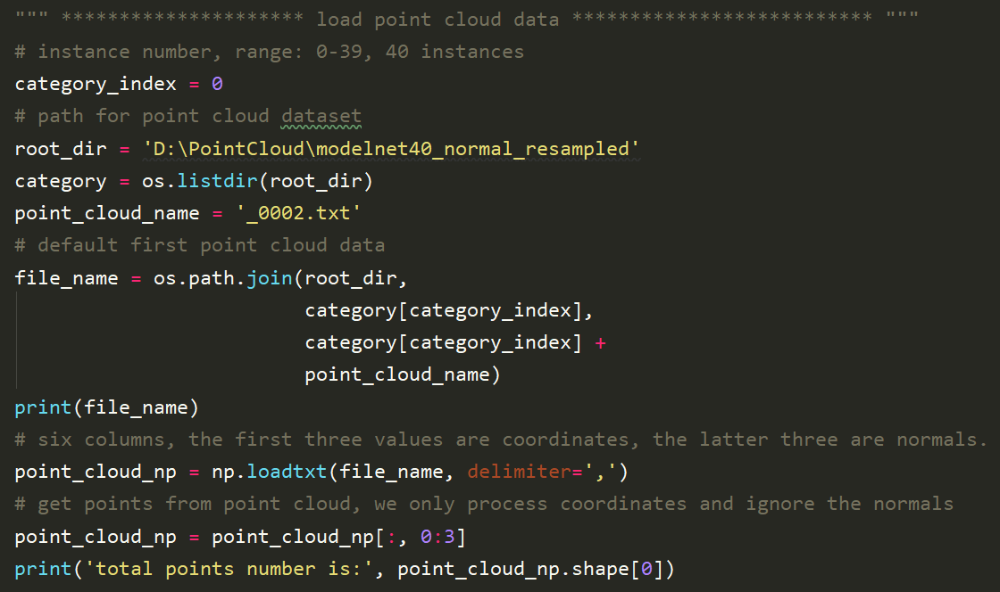 """ ********************* load point cloud data ************************** """
# instance number, range: 0-39, 40 instances
category_index = 0
# path for point cloud dataset
root_dir = 'D:\PointCloud\modelnet40_normal_resampled'
category = os.listdir(root_dir)
point_cloud_name = '_0002.txt'
# default first point cloud data
file_name = os.path.join(root_dir,
                         category[category_index],
                         category[category_index] +
                         point_cloud_name)
print(file_name)
# six columns, the first three values are coordinates, the latter three are normals.
point_cloud_np = np.loadtxt(file_name, delimiter=',')
# get points from point cloud, we only process coordinates and ignore the normals
point_cloud_np = point_cloud_np[:, 0:3]
print('total points number is:', point_cloud_np.shape[0])